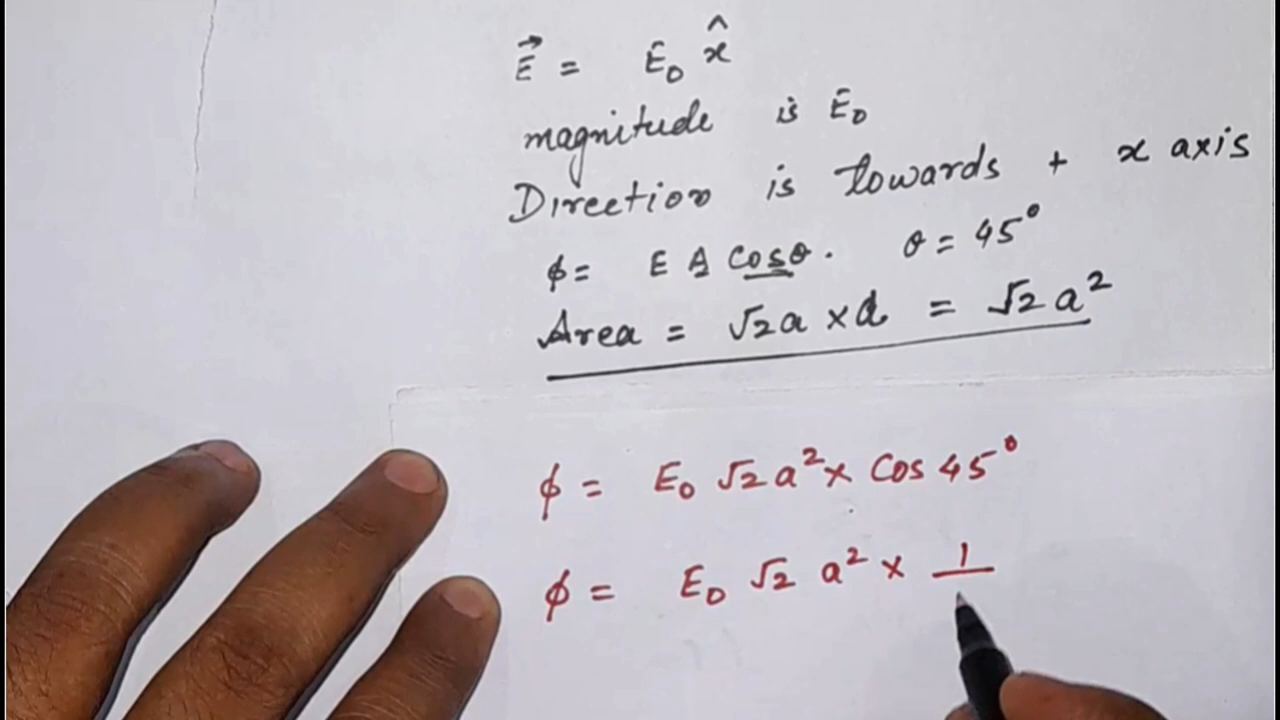 E⃗ = E₀ x̂
magnitude is E₀
Direction is towards + x axis
ϕ = E A Cosθ. θ = 45°
Area = √2a × a = √2 a²
ϕ = E₀ √2 a² × Cos 45°
ϕ = E₀ √2 a² × 1/